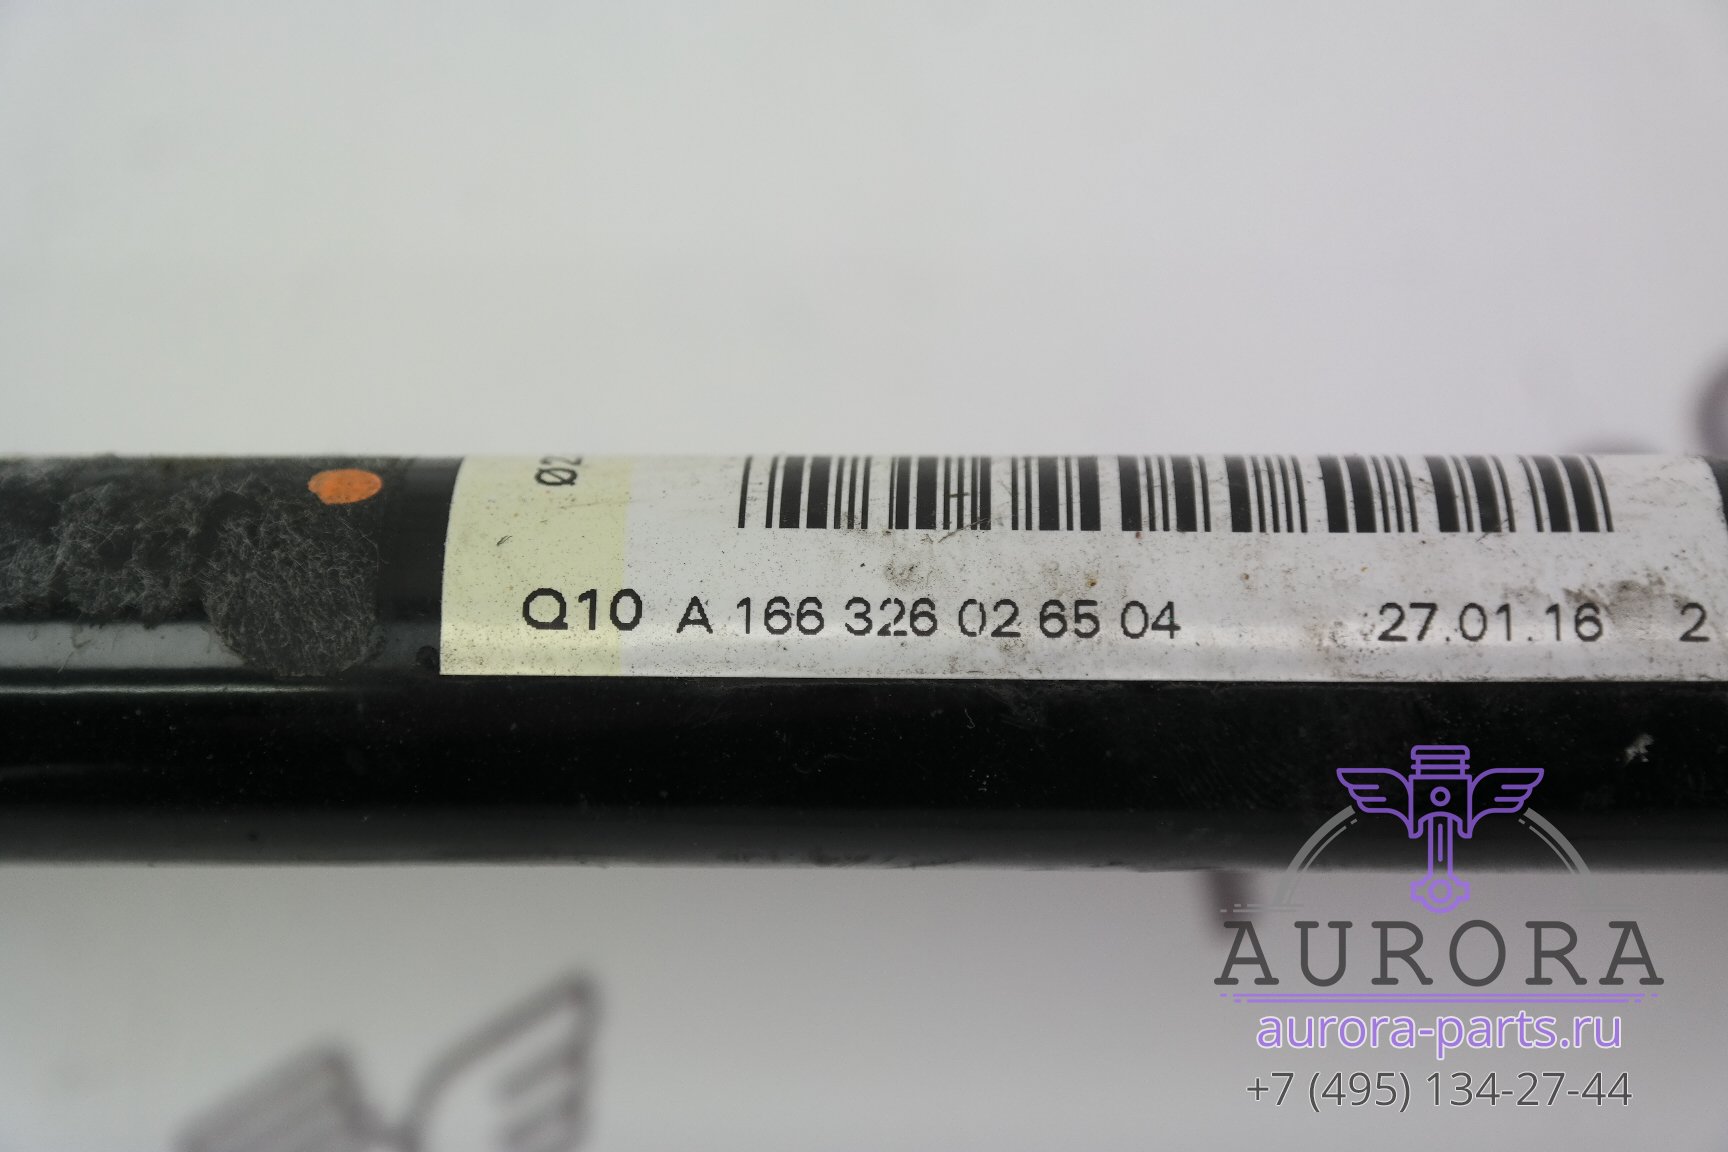 Ø2
Q10 A 166 326 02 65 04 27.01.16 2
AURORA
aurora-parts.ru
+7 (495) 134-27-44